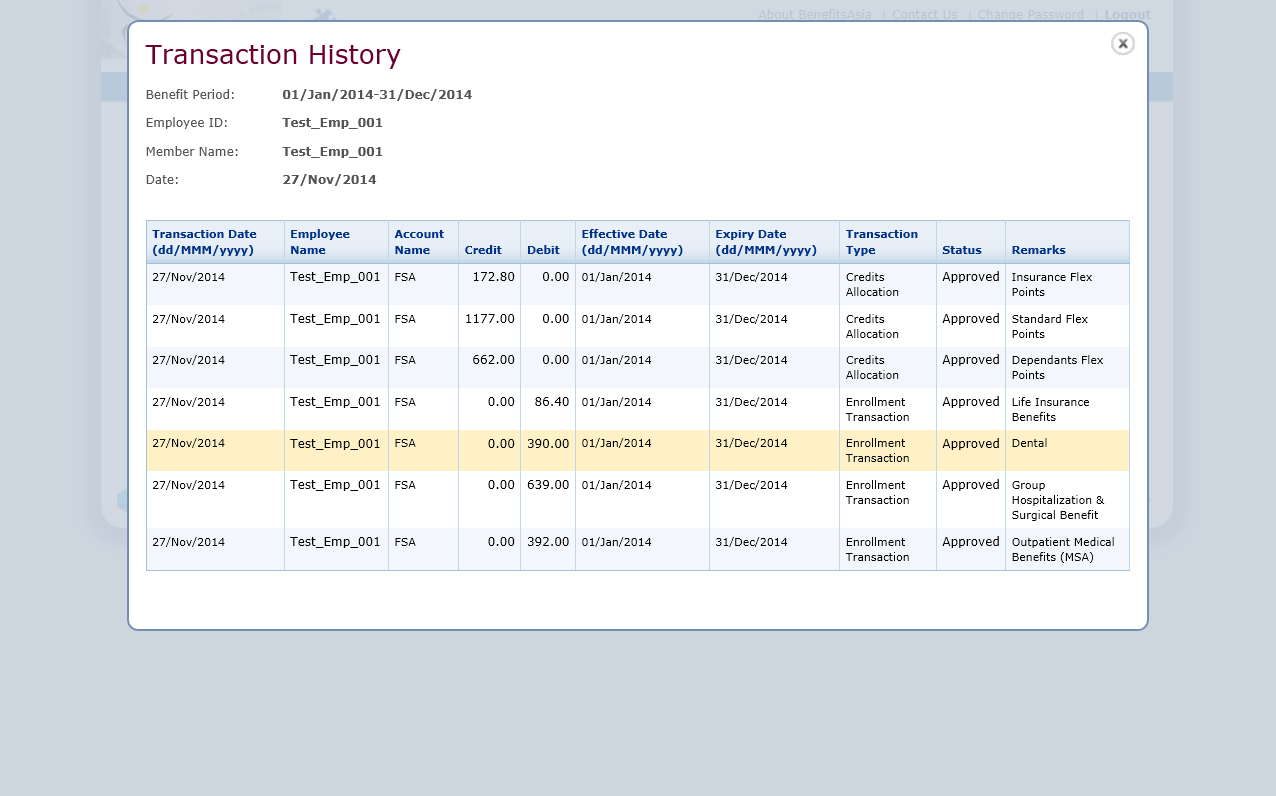 About BenefitsAsia | Contact Us | Change Password | Logout
Transaction History
Benefit Period: 01/Jan/2014-31/Dec/2014
Employee ID: Test_Emp_001
Member Name: Test_Emp_001
Date: 27/Nov/2014
Transaction Date Employee Account Effective Date Expiry Date Transaction
(dd/MMM/yyyy) Name Name Credit Debit (dd/MMM/yyyy) (dd/MMM/yyyy) Type Status Remarks
27/Nov/2014 Test_Emp_001 FSA 172.80 0.00 01/Jan/2014 31/Dec/2014 Credits Approved Insurance Flex
Allocation Points
27/Nov/2014 Test_Emp_001 FSA 1177.00 0.00 01/Jan/2014 31/Dec/2014 Credits Approved Standard Flex
Allocation Points
27/Nov/2014 Test_Emp_001 FSA 662.00 0.00 01/Jan/2014 31/Dec/2014 Credits Approved Dependants Flex
Allocation Points
27/Nov/2014 Test_Emp_001 FSA 0.00 86.40 01/Jan/2014 31/Dec/2014 Enrollment Approved Life Insurance
Transaction Benefits
27/Nov/2014 Test_Emp_001 FSA 0.00 390.00 01/Jan/2014 31/Dec/2014 Enrollment Approved Dental
Transaction
27/Nov/2014 Test_Emp_001 FSA 0.00 639.00 01/Jan/2014 31/Dec/2014 Enrollment Approved Group
Transaction Hospitalization &
Surgical Benefit
27/Nov/2014 Test_Emp_001 FSA 0.00 392.00 01/Jan/2014 31/Dec/2014 Enrollment Approved Outpatient Medical
Transaction Benefits (MSA)